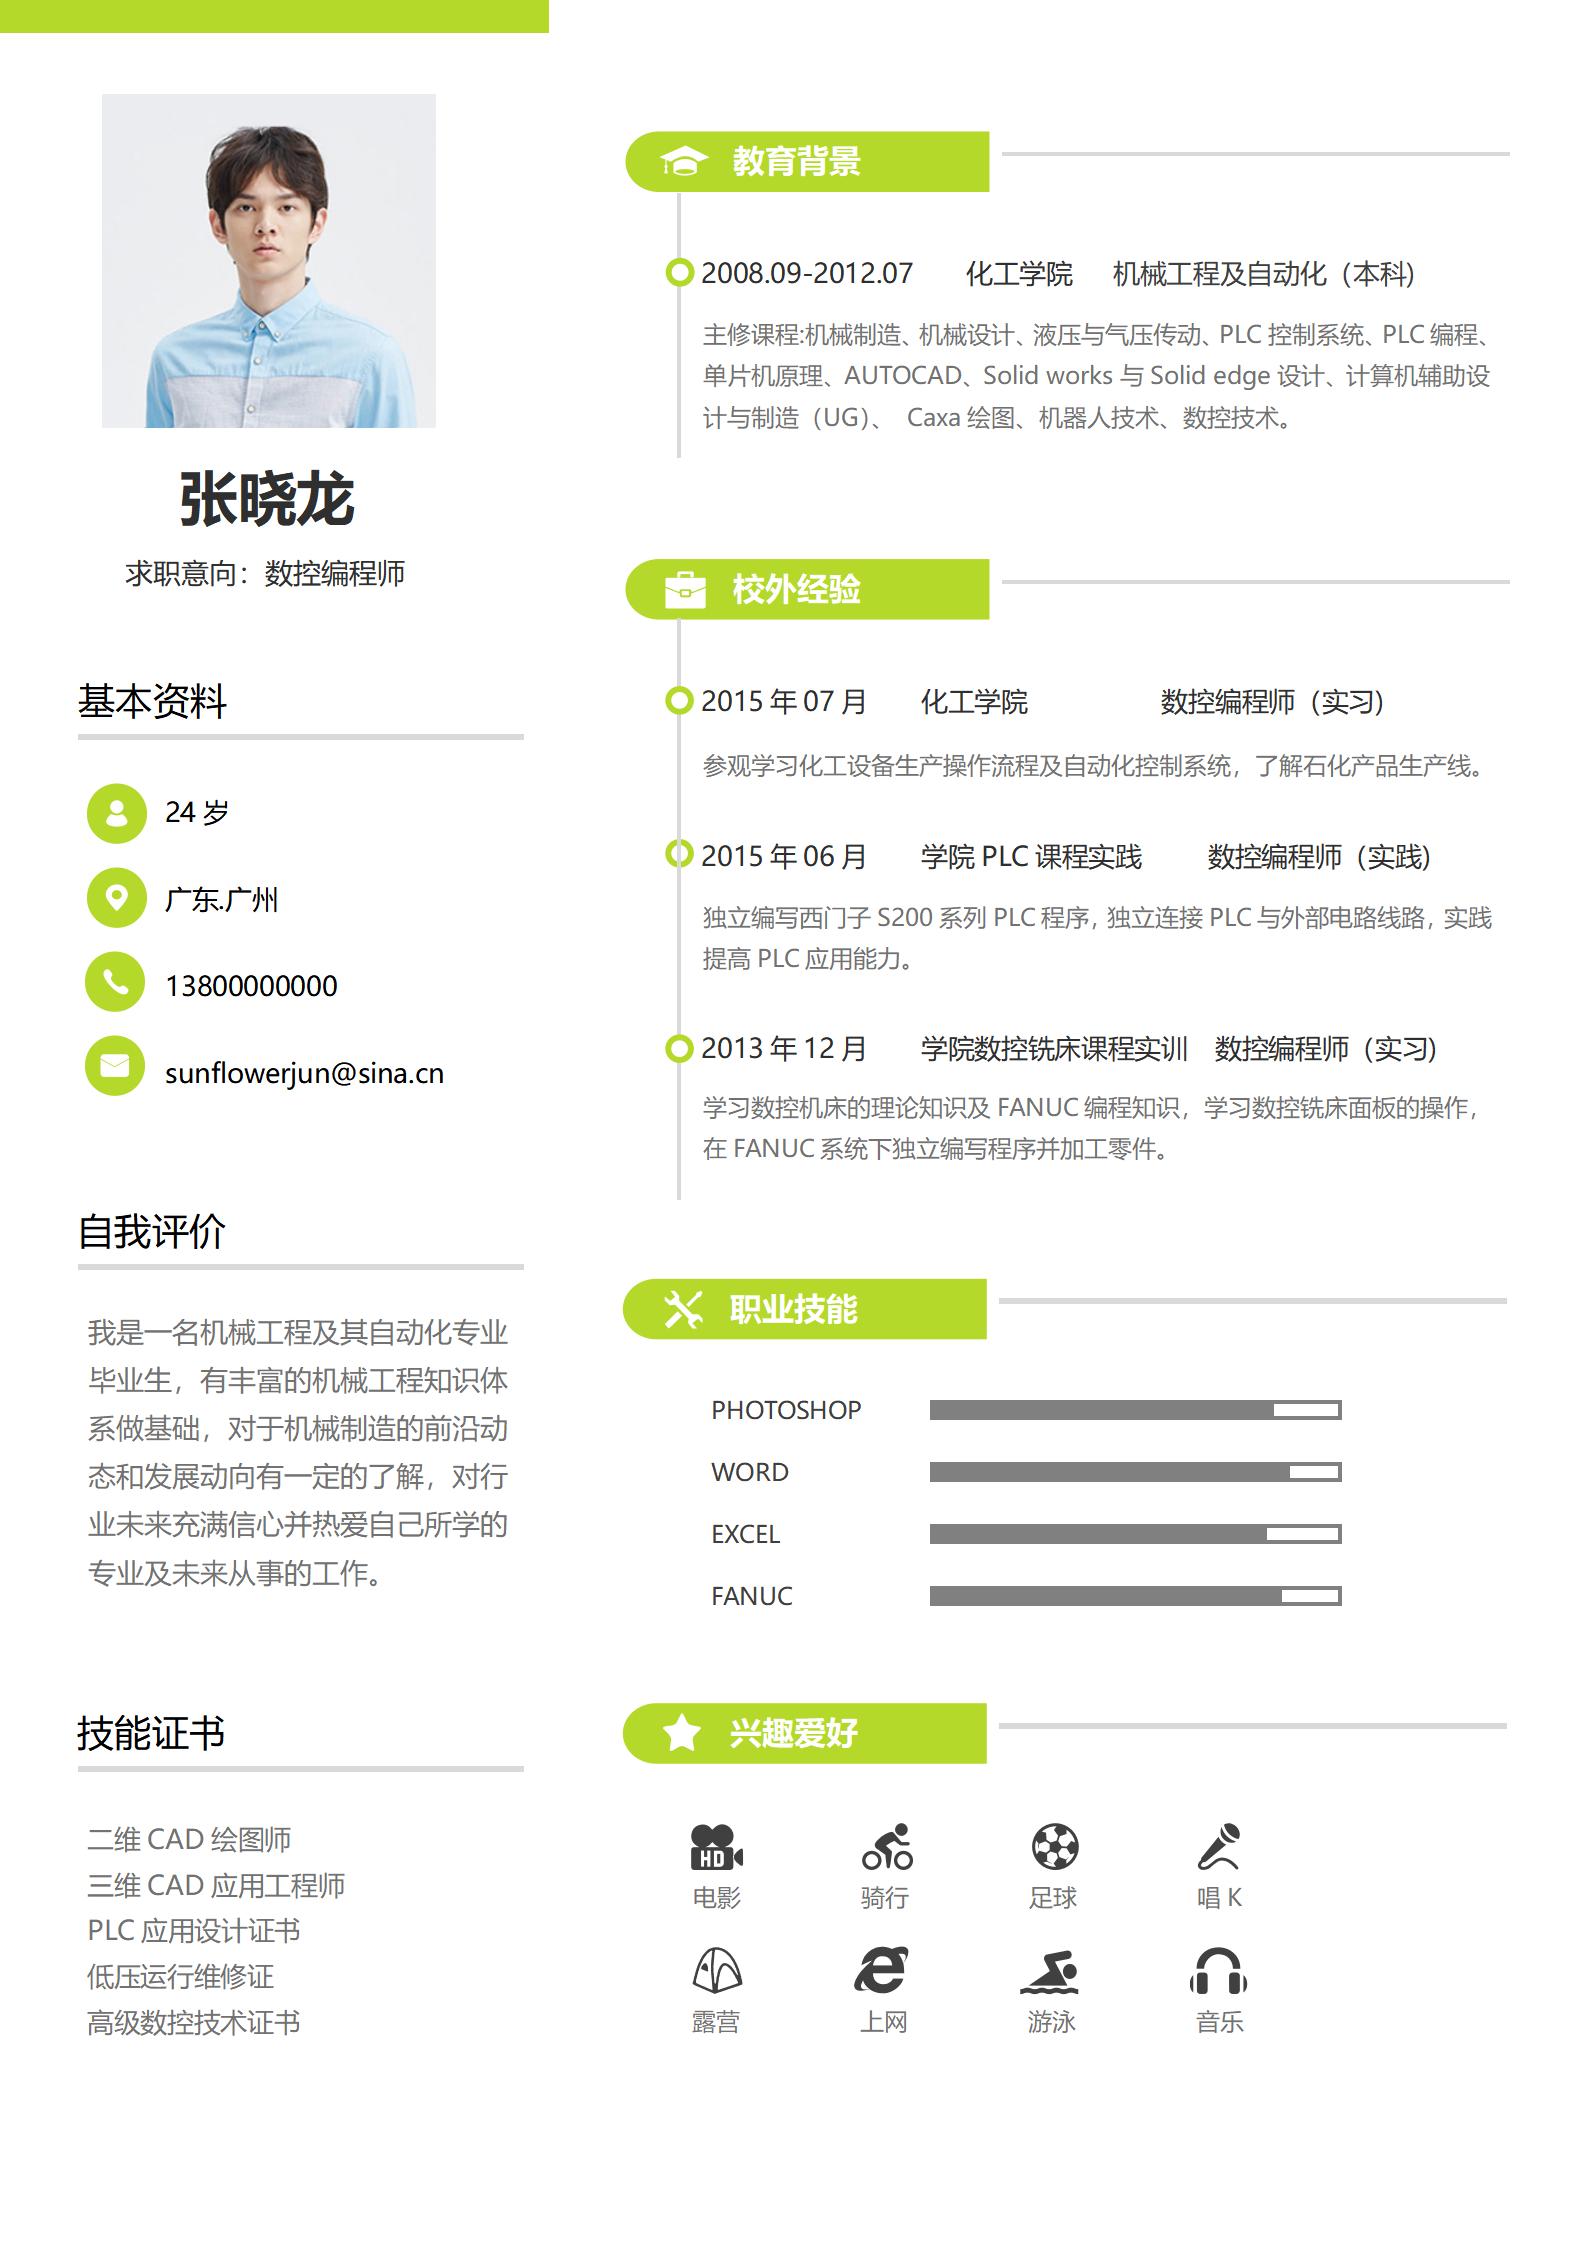 张晓龙
求职意向：数控编程师
基本资料
24 岁
广东.广州
13800000000
sunflowerjun@sina.cn
自我评价
我是一名机械工程及其自动化专业
毕业生，有丰富的机械工程知识体
系做基础，对于机械制造的前沿动
态和发展动向有一定的了解，对行
业未来充满信心并热爱自己所学的
专业及未来从事的工作。
技能证书
二维 CAD 绘图师
三维 CAD 应用工程师
PLC 应用设计证书
低压运行维修证
高级数控技术证书
教育背景
2008.09-2012.07 化工学院 机械工程及自动化（本科）
主修课程:机械制造、机械设计、液压与气压传动、PLC 控制系统、PLC 编程、
单片机原理、AUTOCAD、Solid works 与 Solid edge 设计、计算机辅助设
计与制造（UG）、 Caxa 绘图、机器人技术、数控技术。
校外经验
2015 年 07 月 化工学院 数控编程师（实习）
参观学习化工设备生产操作流程及自动化控制系统，了解石化产品生产线。
2015 年 06 月 学院 PLC 课程实践 数控编程师（实践）
独立编写西门子 S200 系列 PLC 程序，独立连接 PLC 与外部电路线路，实践
提高 PLC 应用能力。
2013 年 12 月 学院数控铣床课程实训 数控编程师（实习）
学习数控机床的理论知识及 FANUC 编程知识，学习数控铣床面板的操作，
在 FANUC 系统下独立编写程序并加工零件。
职业技能
PHOTOSHOP
WORD
EXCEL
FANUC
兴趣爱好
HD
电影 骑行 足球 唱 K
露营 上网 游泳 音乐